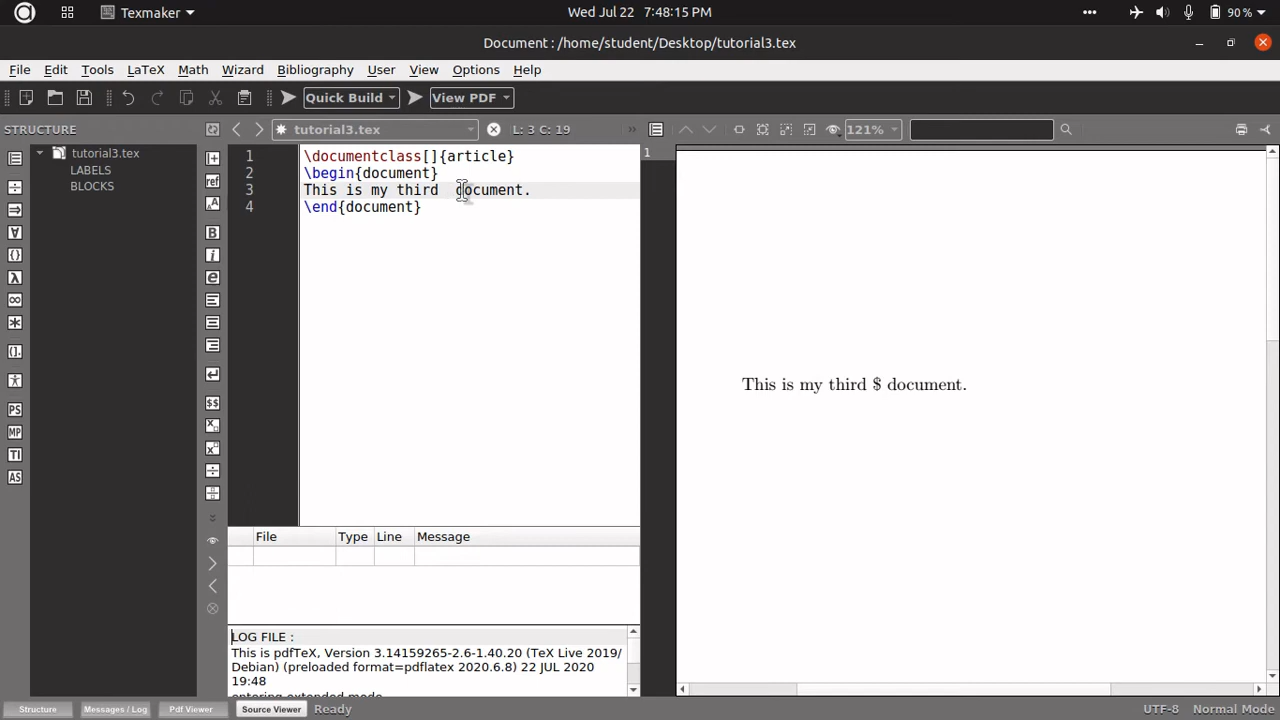 Texmaker
Wed Jul 22 7:48:15 PM
90 %
Document : /home/student/Desktop/tutorial3.tex
File Edit Tools LaTeX Math Wizard Bibliography User View Options Help
Quick Build View PDF
STRUCTURE
tutorial3.tex
L: 3 C: 19
»
121%
tutorial3.tex
LABELS
BLOCKS
1 \documentclass[]{article}
2 \begin{document}
3 This is my third  document.
4 \end{document}
1
This is my third $ document.
File Type Line Message
LOG FILE :
This is pdfTeX, Version 3.14159265-2.6-1.40.20 (TeX Live 2019/
Debian) (preloaded format=pdflatex 2020.6.8) 22 JUL 2020
19:48
entering extended mode
Structure Messages / Log Pdf Viewer Source Viewer Ready
UTF-8 Normal Mode